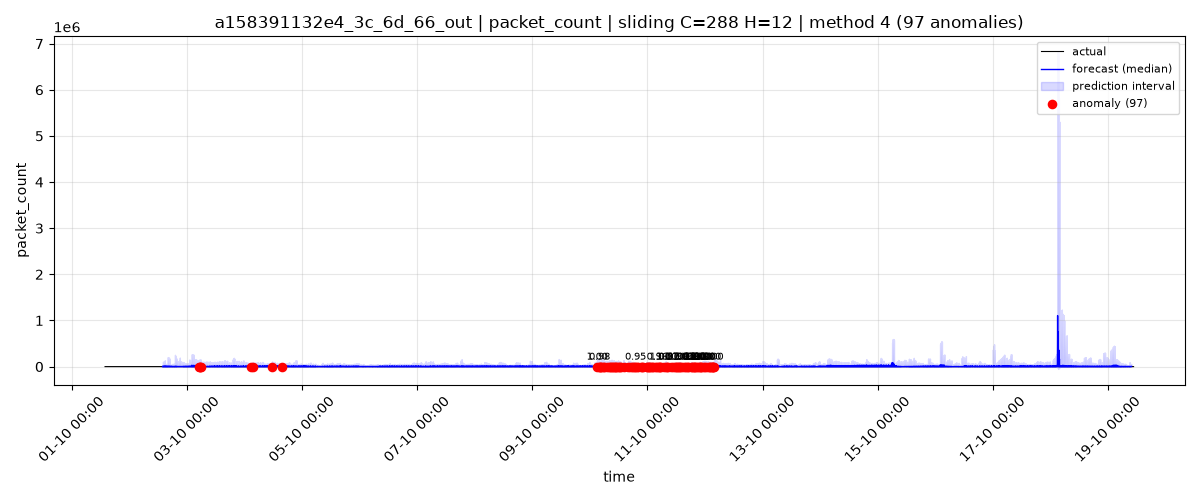 a158391132e4_3c_6d_66_out | packet_count | sliding C=288 H=12 | method 4 (97 anomalies)
1e6
7
6
5
4
3
2
1
0
packet_count
actual
forecast (median)
prediction interval
anomaly (97)
01-10 00:00
03-10 00:00
05-10 00:00
07-10 00:00
09-10 00:00
11-10 00:00
13-10 00:00
15-10 00:00
17-10 00:00
19-10 00:00
time